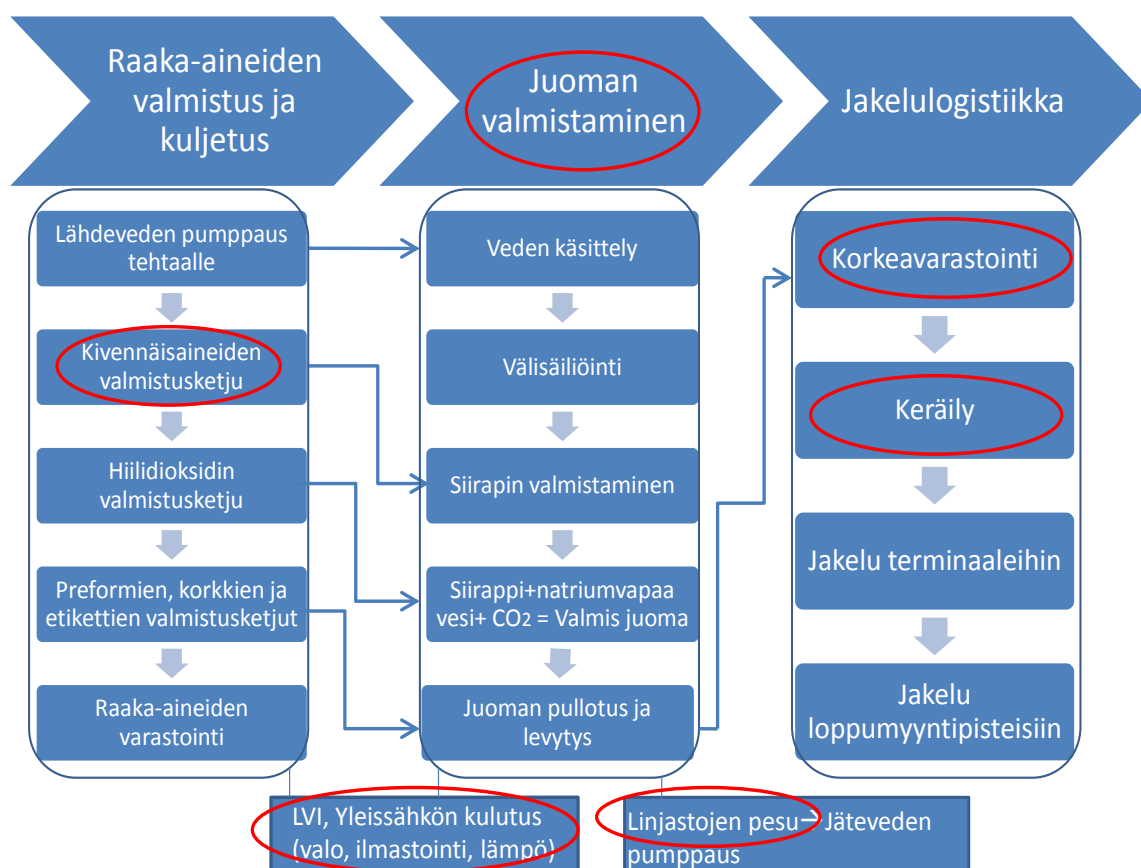 Raaka-aineiden
valmistus ja
kuljetus
Juoman
valmistaminen
Jakelulogistiikka
Lähdeveden pumppaus
tehtaalle
Kivennäisaineiden
valmistusketju
Hiilidioksidin
valmistusketju
Preformien, korkkien ja
etikettien valmistusketjut
Raaka-aineiden
varastointi
Veden käsittely
Välisäiliöinti
Siirapin valmistaminen
Siirappi+natriumvapaa
vesi+ CO2 = Valmis juoma
Juoman pullotus ja
levytys
Korkeavarastointi
Keräily
Jakelu terminaaleihin
Jakelu
loppumyyntipisteisiin
LVI, Yleissähkön kulutus
(valo, ilmastointi, lämpö)
Linjastojen pesu→Jäteveden
pumppaus